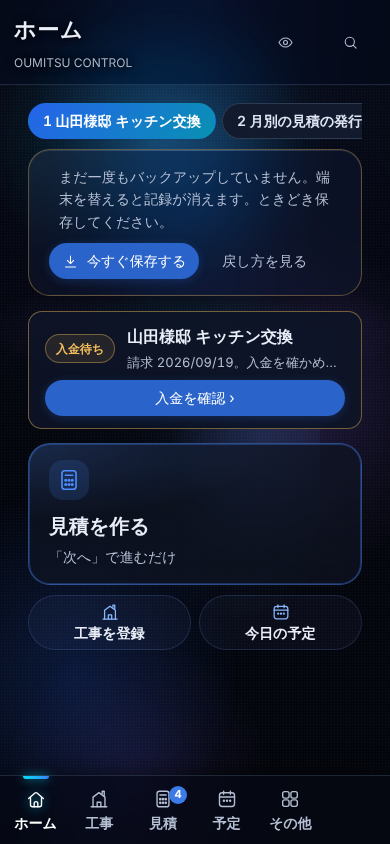 ホーム
OUMITSU CONTROL
1 山田様邸 キッチン交換
2 月別の見積の発行
まだ一度もバックアップしていません。端
末を替えると記録が消えます。ときどき保
存してください。
今すぐ保存する
戻し方を見る
入金待ち
山田様邸 キッチン交換
請求 2026/09/19。入金を確かめ…
入金を確認 ›
見積を作る
「次へ」で進むだけ
工事を登録
今日の予定
4
ホーム
工事
見積
予定
その他